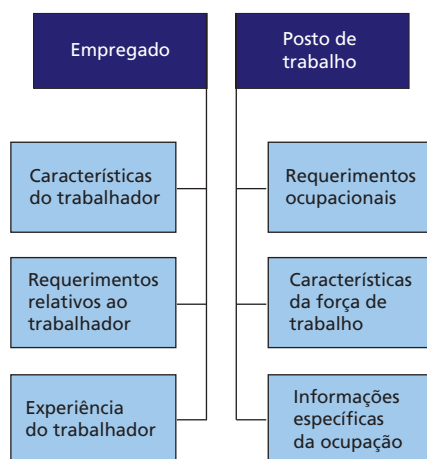 Empregado
Posto de
trabalho
Características
do trabalhador
Requerimentos
ocupacionais
Requerimentos
relativos ao
trabalhador
Características
da força de
trabalho
Experiência
do trabalhador
Informações
específicas
da ocupação